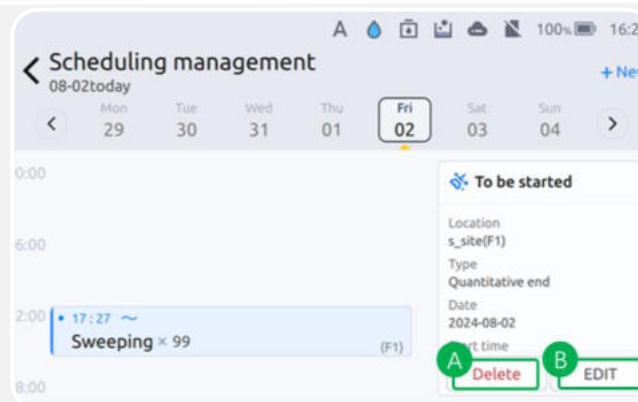 A 100% 16:2
Scheduling management
08-02today
+ New
Mon Tue Wed Thu Fri Sat Sun
29 30 31 01 02 03 04
0:00
To be started
Location
s_site(F1)
6:00
Type
Quantitative end
Date
2:00
17:27 ~
2024-08-02
Sweeping × 99
(F1)
rt time
A
B
Delete
EDIT
8:00